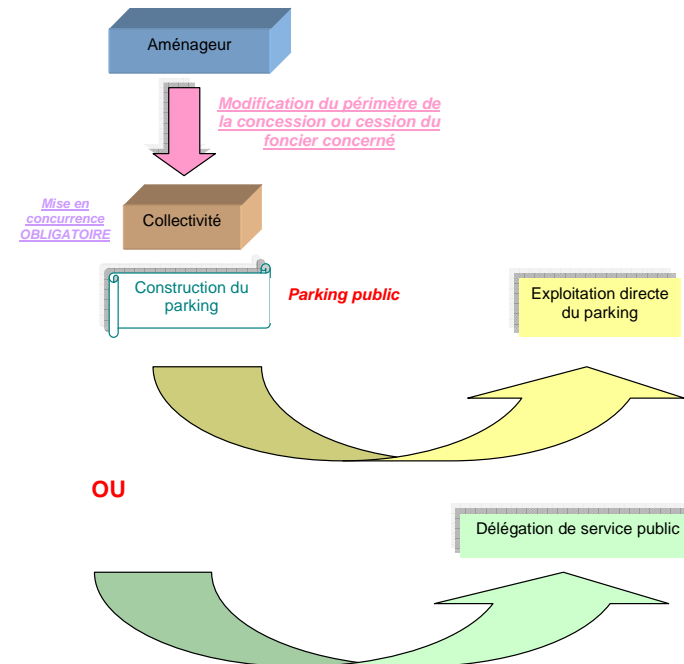 Aménageur
Modification du périmètre de
la concession ou cession du
foncier concerné
Mise en
concurrence
OBLIGATOIRE
Collectivité
Construction du
parking
Parking public
Exploitation directe
du parking
OU
Délégation de service public